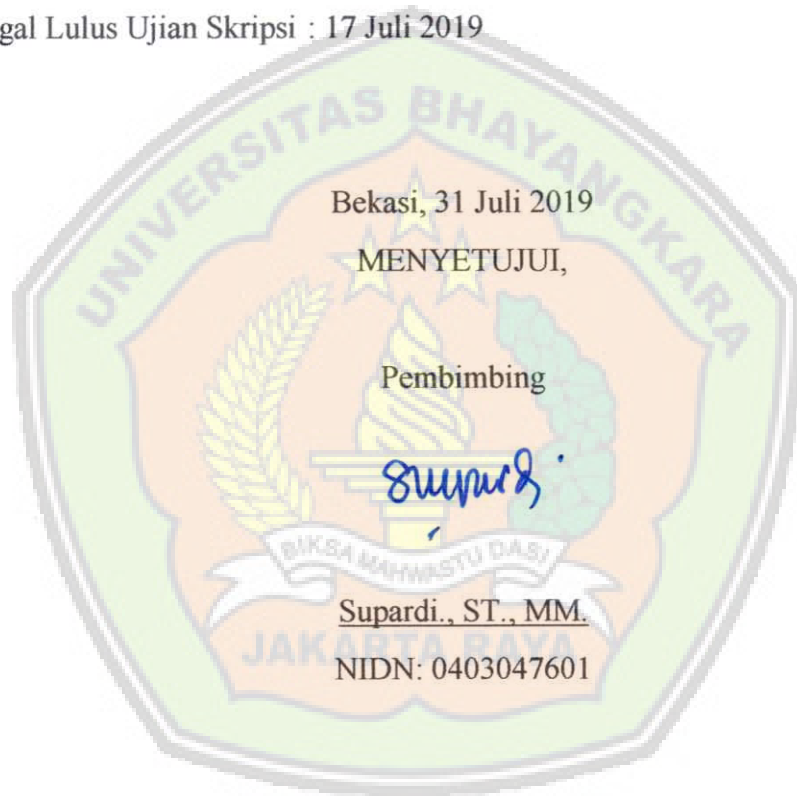 gal Lulus Ujian Skripsi : 17 Juli 2019
UNIVERSITAS BHAYANGKARA
Bekasi, 31 Juli 2019
MENYETUJUI,
Pembimbing
Supardi
BIKSA MAHWASTU DASI
Supardi., ST., MM.
JAKARTA RAYA
NIDN: 0403047601